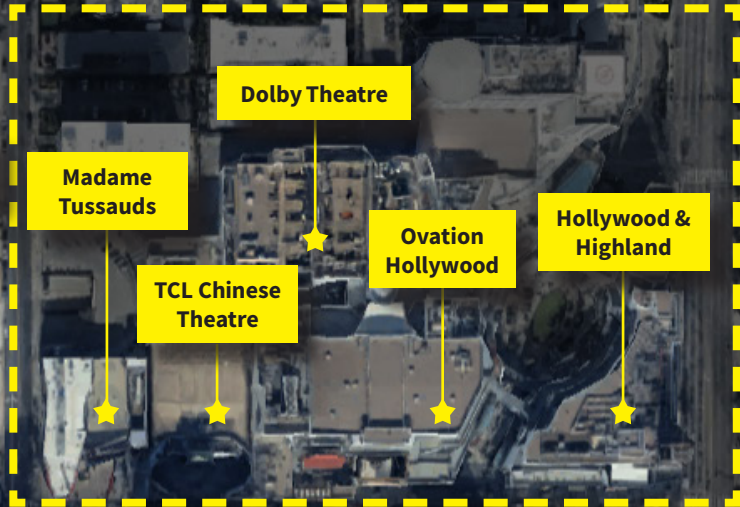 Dolby Theatre
Madame
Tussauds
Ovation
Hollywood
Hollywood &
Highland
TCL Chinese
Theatre